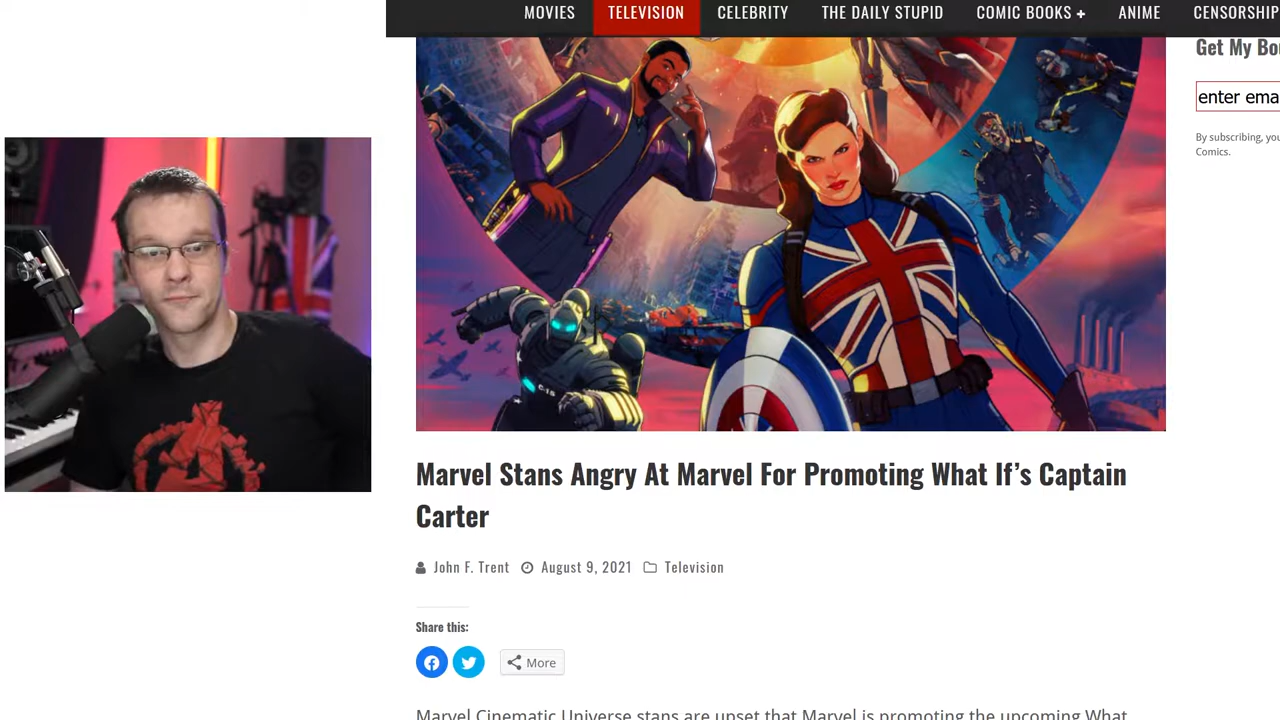 MOVIES TELEVISION CELEBRITY THE DAILY STUPID COMIC BOOKS + ANIME CENSORSHIP
Get My Bo
enter ema
By subscribing, you
Comics.
C-16
Marvel Stans Angry At Marvel For Promoting What If’s Captain
Carter
John F. Trent August 9, 2021 Television
Share this:
More
Marvel Cinematic Universe stans are upset that Marvel is promoting the upcoming What